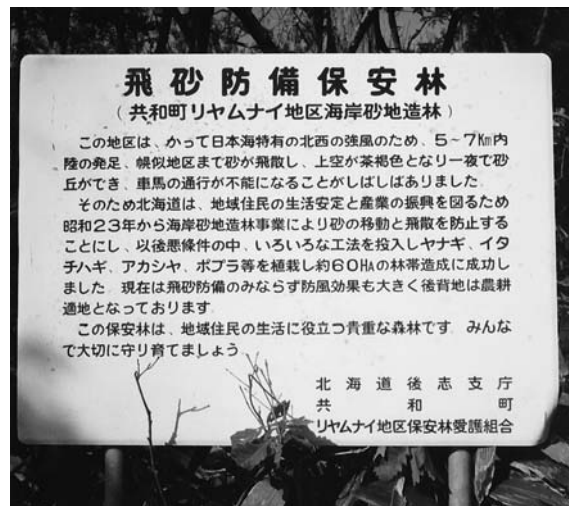 飛砂防備保安林
(共和町リヤムナイ地区海岸砂地造林)
この地区は、かって日本海特有の北西の強風のため、5~7Km内
陸の発足、幌似地区まで砂が飛散し、上空が茶褐色となり一夜で砂
丘ができ、車馬の通行が不能になることがしばしばありました
そのため北海道は、地域住民の生活安定と産業の振興を図るため
昭和23年から海岸砂地造林事業により砂の移動と飛散を防止する
ことにし、以後悪條件の中、いろいろな工法を投入しヤナギ、イタ
チハギ、アカシヤ、ポプラ等を植栽し約60HAの林帯造成に成功し
ました 現在は飛砂防備のみならず防風効果も大きく後背地は農耕
適地となっております
この保安林は、地域住民の生活に役立つ貴重な森林です みんな
で大切に守り育てましょう
北海道後志支庁
共和町
リヤムナイ地区保安林愛護組合